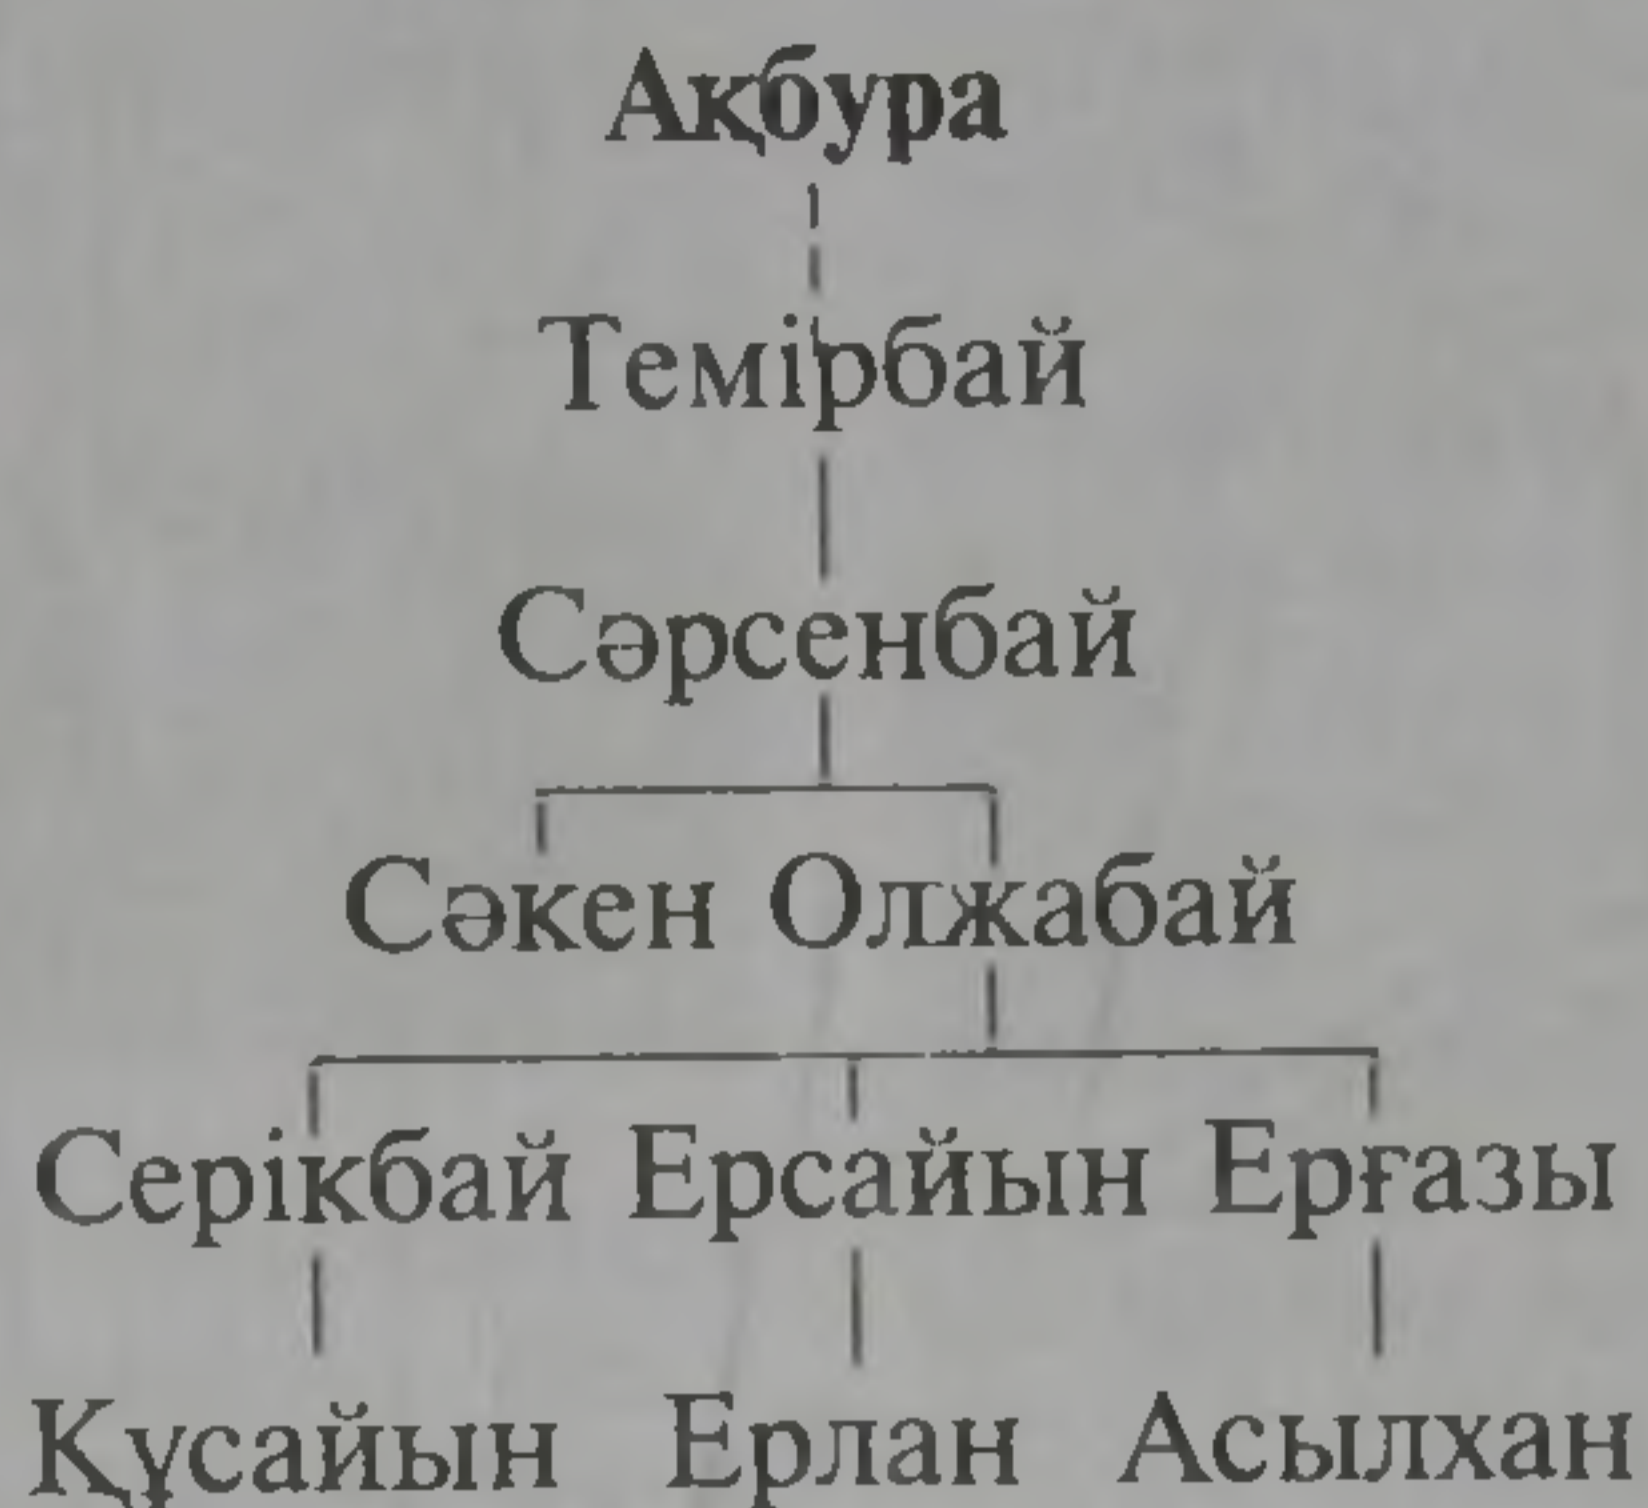 Ақбура
Темірбай
Сәрсенбай
Сәкен Олжабай
Серікбай Ерсайын Ерғазы
Құсайын Ерлан Асылхан